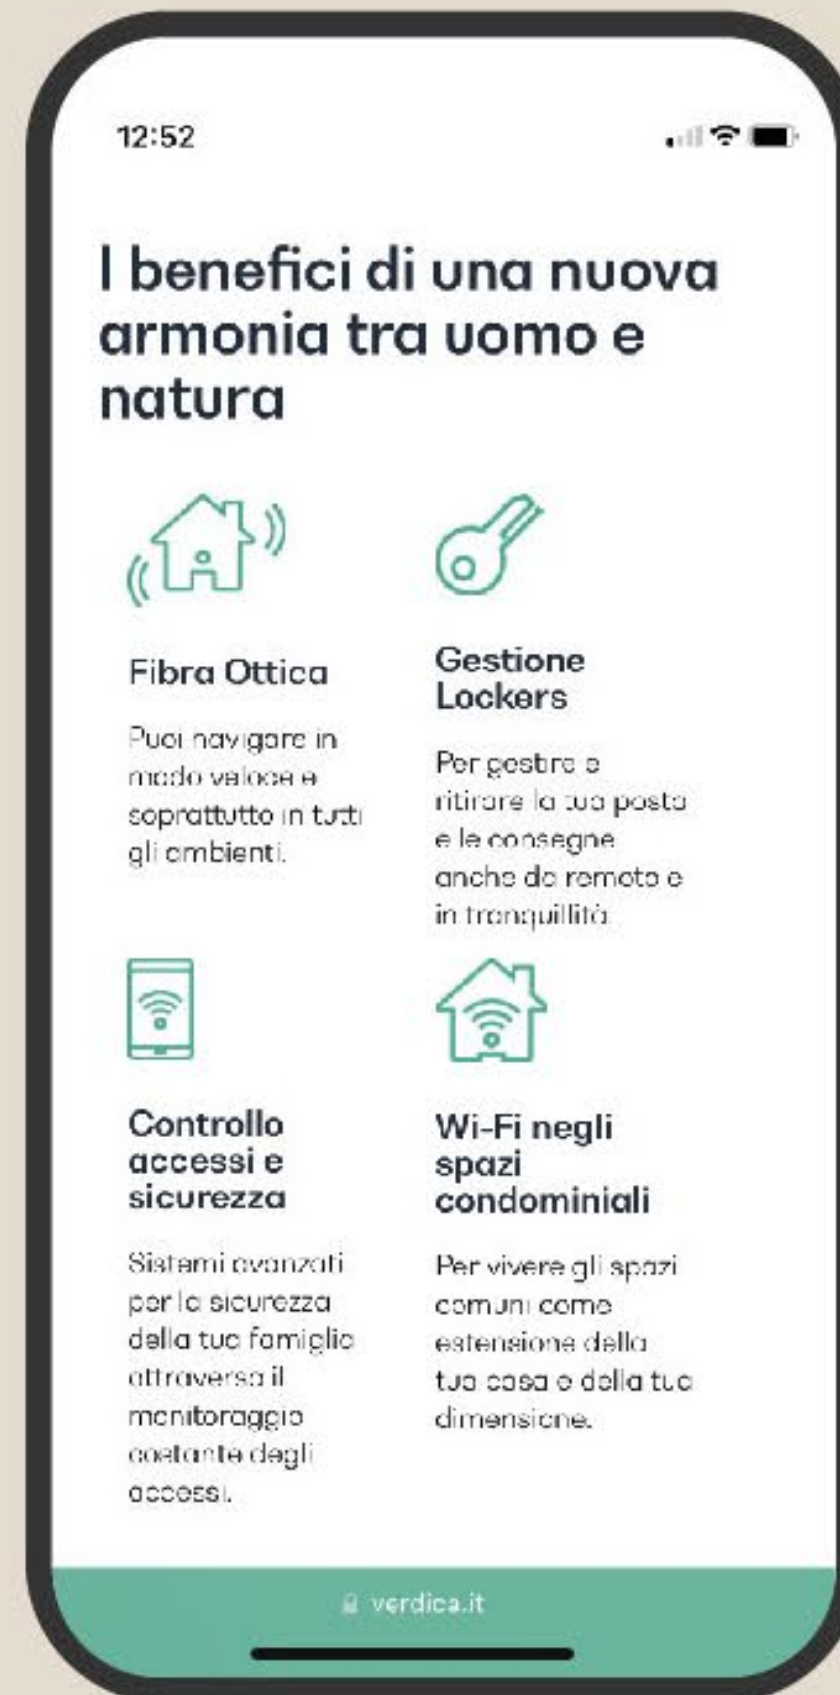 12:52
I benefici di una nuova
armonia tra uomo e
natura
Fibra Ottica
Puoi navigare in
modo veloce e
soprattutto in tutti
gli ambienti.
Gestione
Lockers
Per gestire e
ritirare la tua posta
e le consegne
anche da remoto e
in tranquillità.
Controllo
accessi e
sicurezza
Sistemi avanzati
per la sicurezza
della tua famiglia
attraverso il
monitoraggio
costante degli
accessi.
Wi-Fi negli
spazi
condominiali
Per vivere gli spazi
comuni come
estensione della
tua casa e della tua
dimensione.
verdica.it